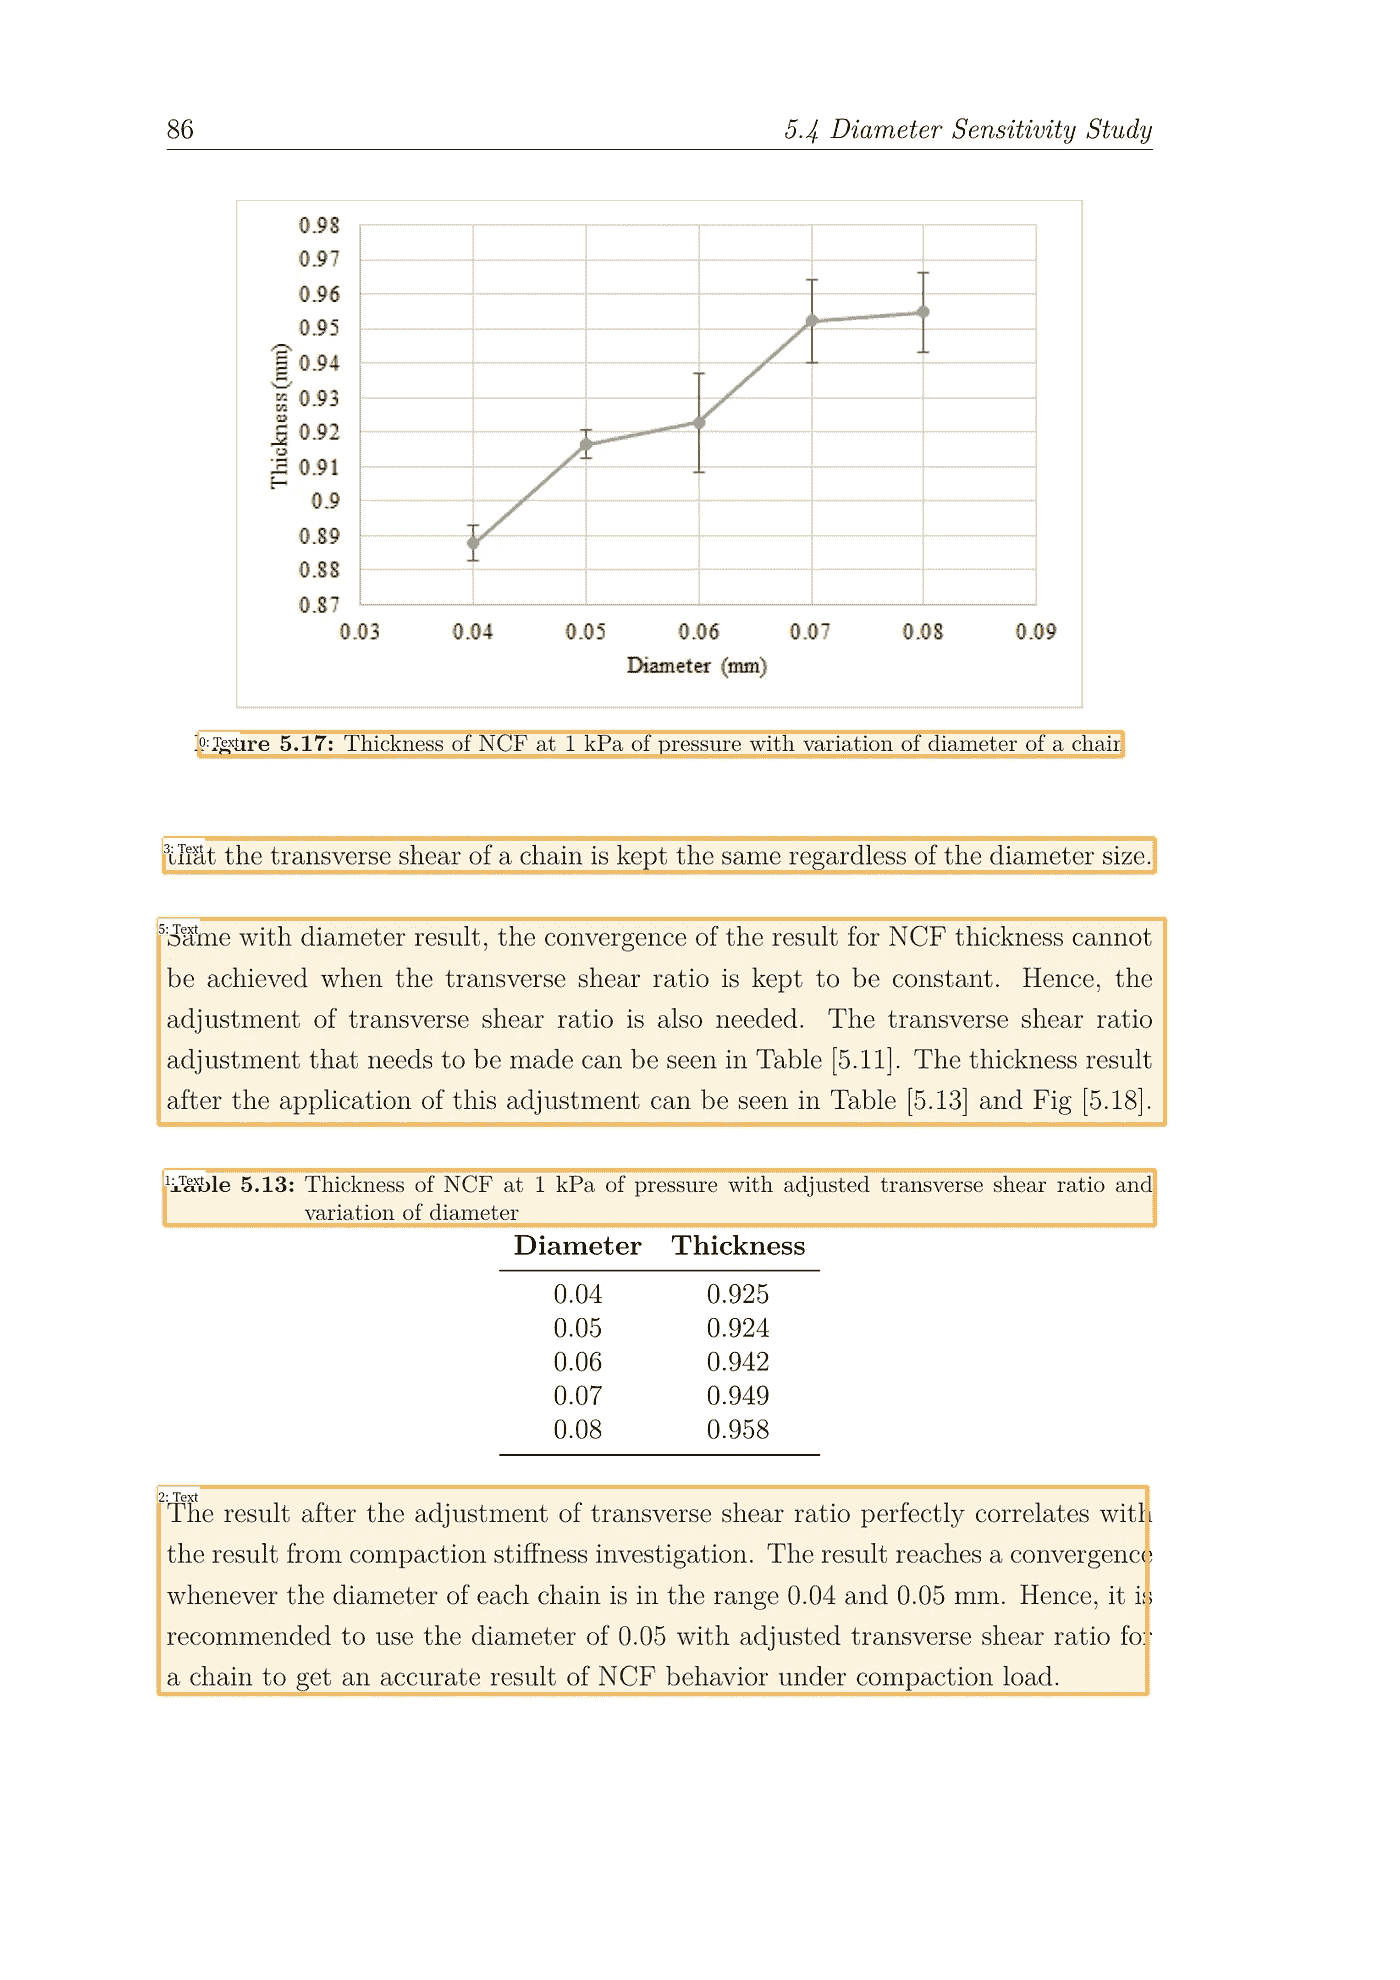 86 5.4 Diameter Sensitivity Study
0.98
0.97
0.96
0.95
0.94
0.93
0.92
0.91
0.9
0.89
0.88
0.87
Thickness (mm)
0.03 0.04 0.05 0.06 0.07 0.08 0.09
Diameter (mm)
0: Text
Figure 5.17: Thickness of NCF at 1 kPa of pressure with variation of diameter of a chain
3: Text
that the transverse shear of a chain is kept the same regardless of the diameter size.
5: Text
Same with diameter result, the convergence of the result for NCF thickness cannot
be achieved when the transverse shear ratio is kept to be constant. Hence, the
adjustment of transverse shear ratio is also needed. The transverse shear ratio
adjustment that needs to be made can be seen in Table [5.11]. The thickness result
after the application of this adjustment can be seen in Table [5.13] and Fig [5.18].
1: Text
Table 5.13: Thickness of NCF at 1 kPa of pressure with adjusted transverse shear ratio and
variation of diameter
Diameter Thickness
0.04 0.925
0.05 0.924
0.06 0.942
0.07 0.949
0.08 0.958
2: Text
The result after the adjustment of transverse shear ratio perfectly correlates with
the result from compaction stiffness investigation. The result reaches a convergence
whenever the diameter of each chain is in the range 0.04 and 0.05 mm. Hence, it is
recommended to use the diameter of 0.05 with adjusted transverse shear ratio for
a chain to get an accurate result of NCF behavior under compaction load.